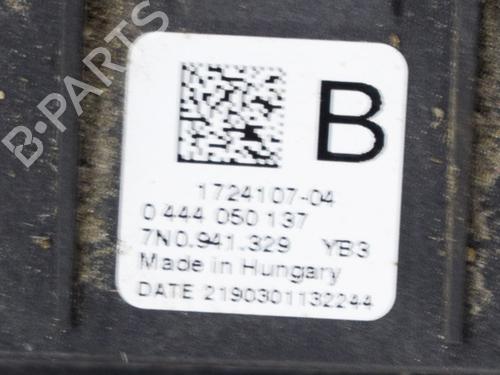 B·PARTS
B
1724107-04
0 444 050 137
7N0.941.329 YB3
Made in Hungary
DATE 2190301132244